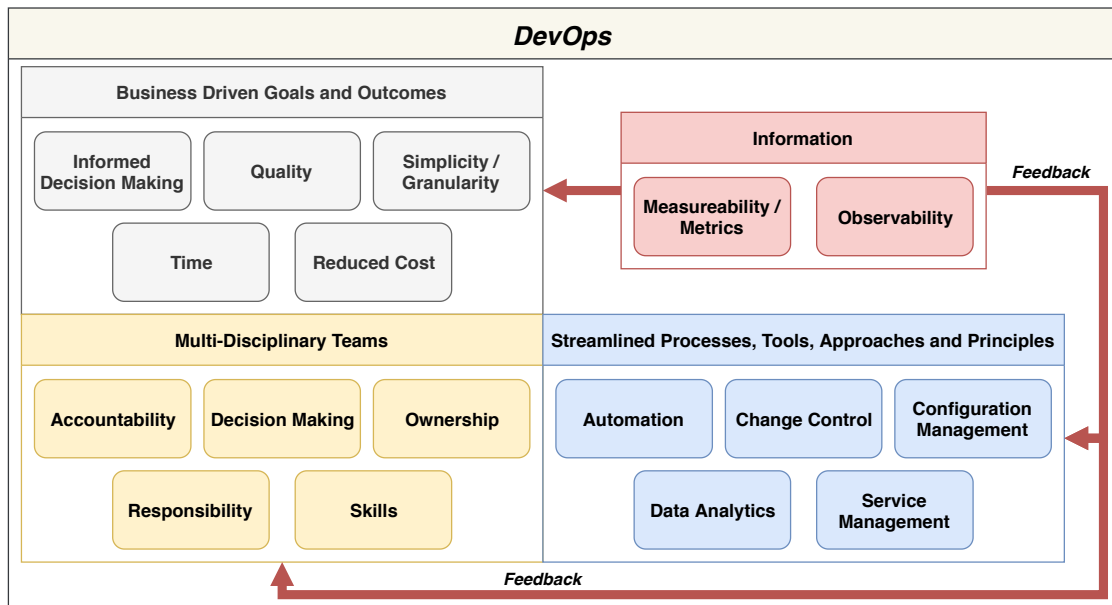 DevOps
Business Driven Goals and Outcomes
Informed
Decision Making
Quality
Simplicity /
Granularity
Time
Reduced Cost
Information
Measureability /
Metrics
Observability
Feedback
Multi-Disciplinary Teams
Accountability
Decision Making
Ownership
Responsibility
Skills
Streamlined Processes, Tools, Approaches and Principles
Automation
Change Control
Configuration
Management
Data Analytics
Service
Management
Feedback